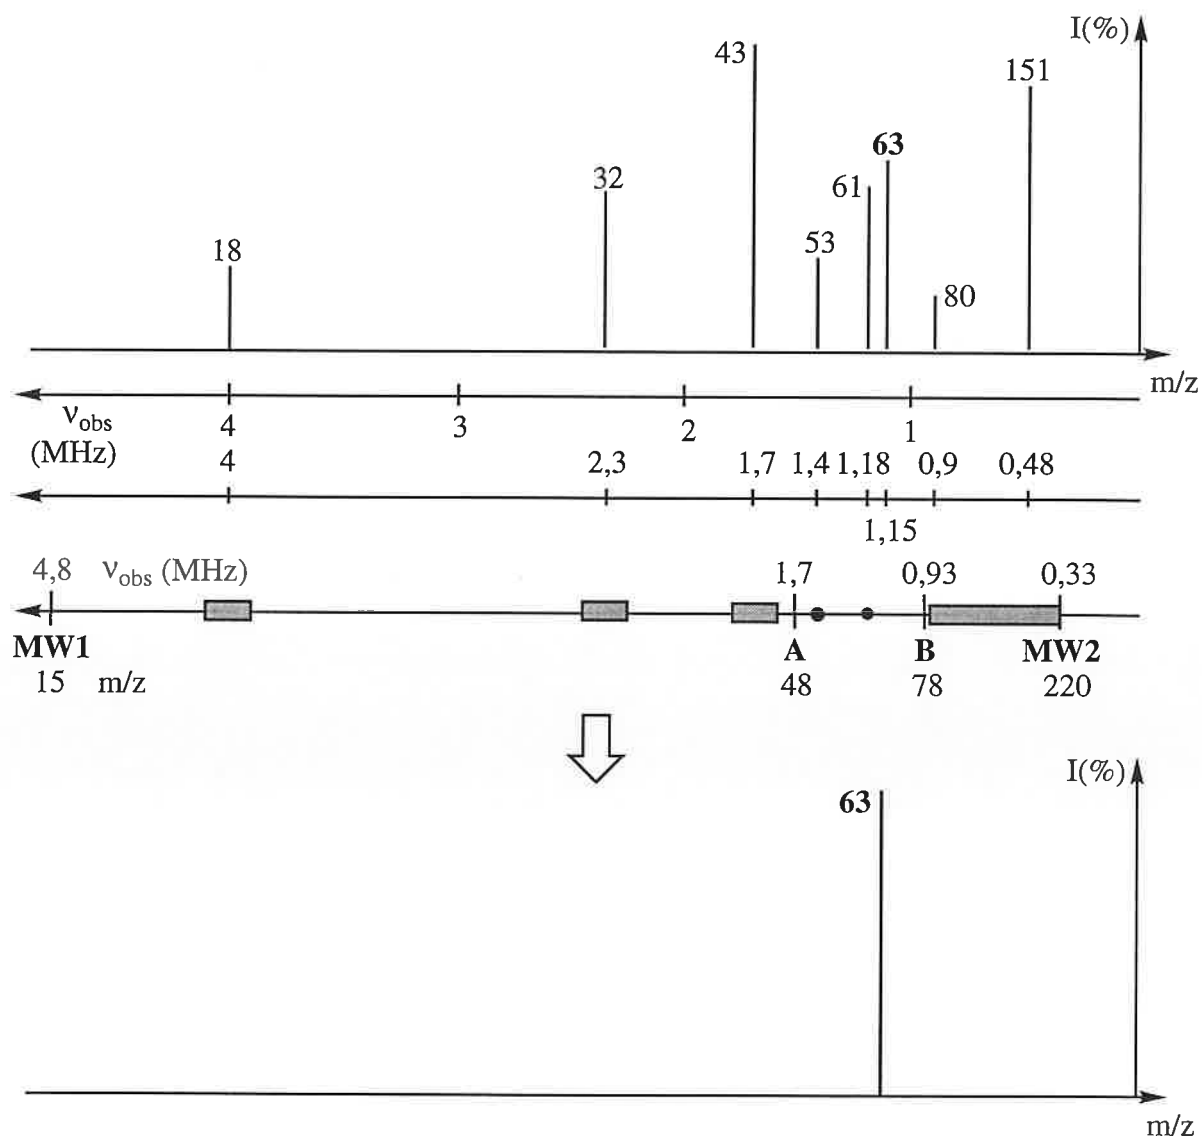 I(%)
43
151
63
32
61
53
18
80
m/z
νobs
(MHz)
4 3 2 1
4 2,3 1,7 1,4 1,18 0,9 0,48
1,15
4,8 νobs (MHz) 1,7 0,93 0,33
MW1 A B MW2
15 m/z 48 78 220
I(%)
63
m/z